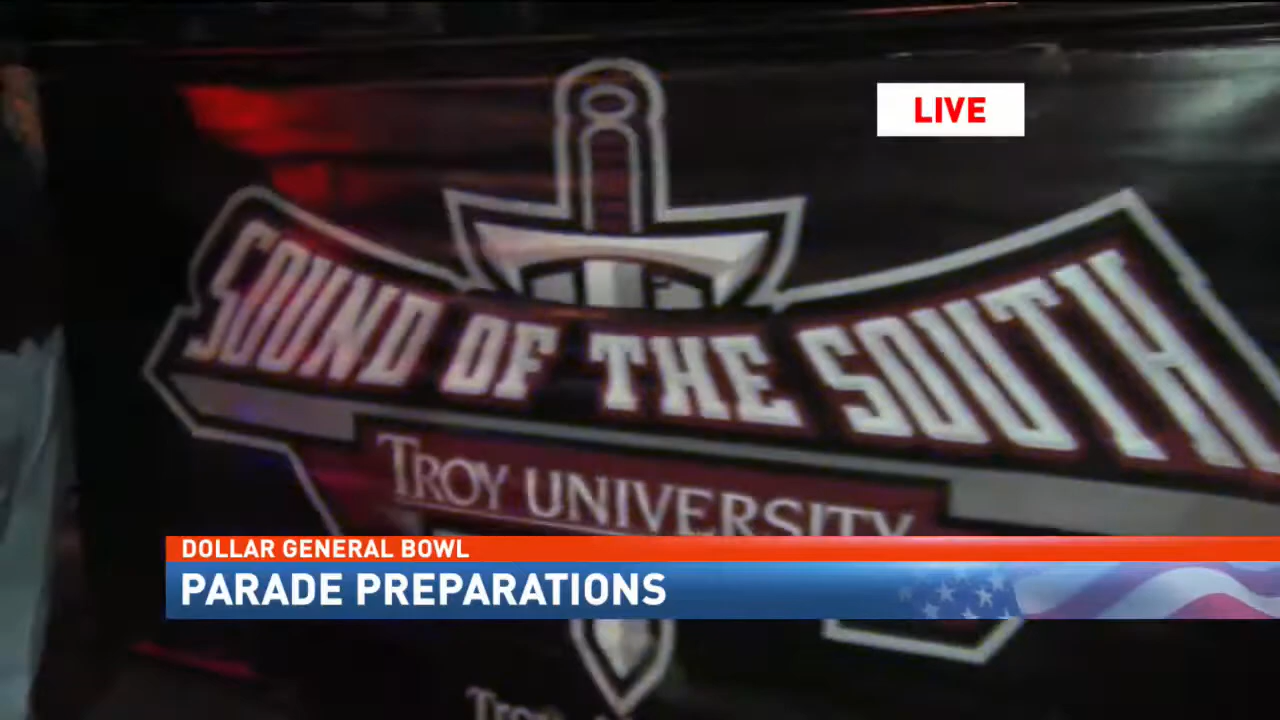 LIVE
SOUND OF THE SOUTH
TROY UNIVERSITY
DOLLAR GENERAL BOWL
PARADE PREPARATIONS